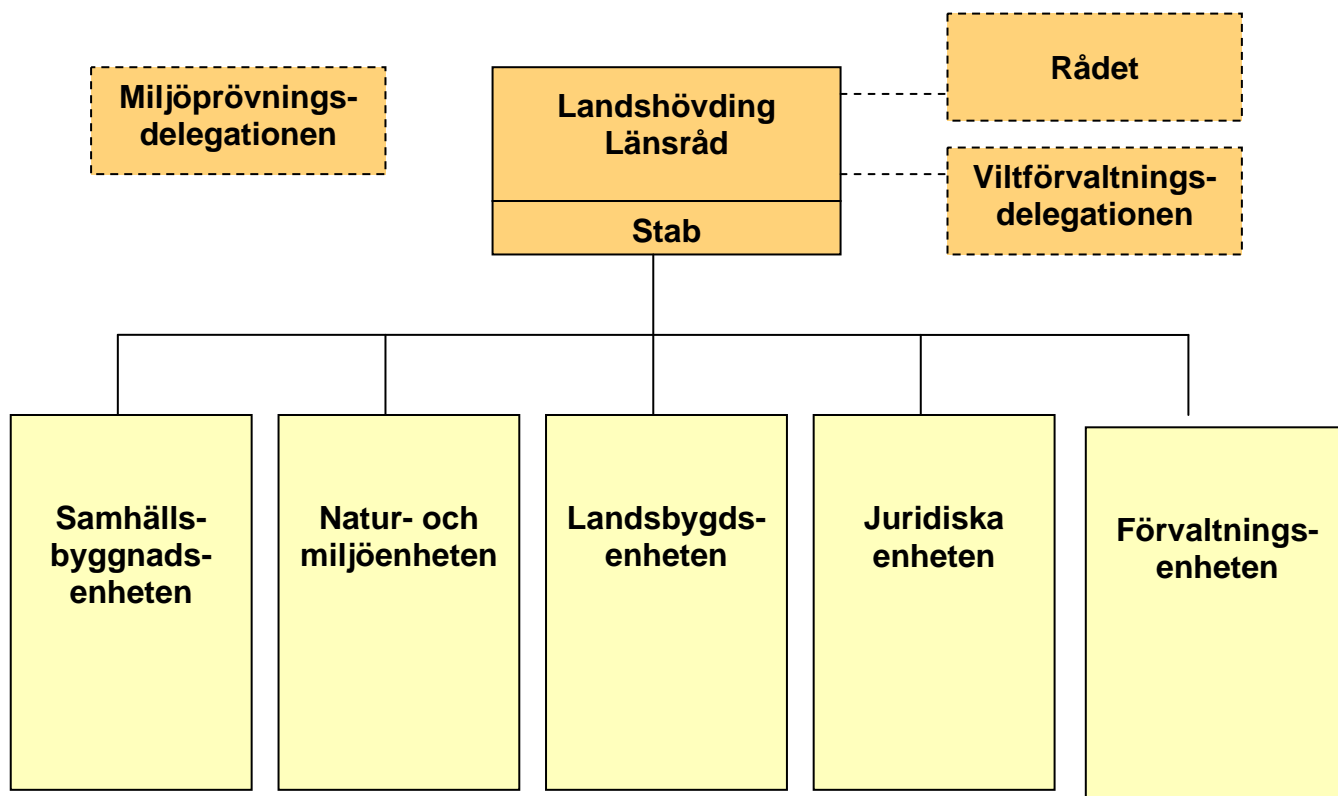 Miljöprövnings-
delegationen
Landshövding
Länsråd
Stab
Rådet
Viltförvaltnings-
delegationen
Samhälls-
byggnads-
enheten
Natur- och
miljöenheten
Landsbygds-
enheten
Juridiska
enheten
Förvaltnings-
enheten